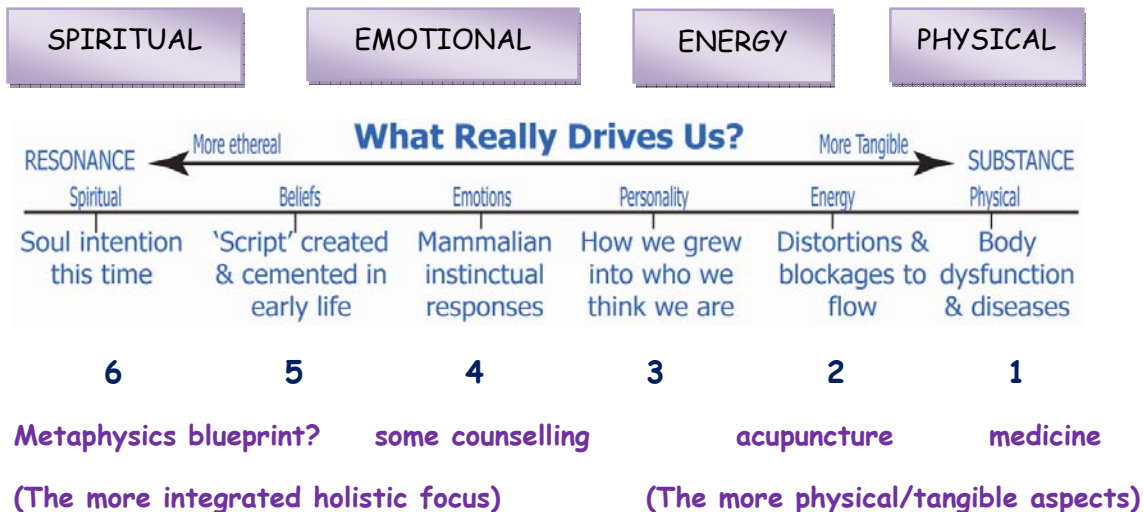 SPIRITUAL EMOTIONAL ENERGY PHYSICAL
What Really Drives Us?
RESONANCE More ethereal More Tangible SUBSTANCE
Spiritual Beliefs Emotions Personality Energy Physical
Soul intention ‘Script’ created Mammalian How we grew Distortions & Body
this time & cemented in instinctual into who we blockages to dysfunction
early life responses think we are flow & diseases
6 5 4 3 2 1
Metaphysics blueprint? some counselling acupuncture medicine
(The more integrated holistic focus) (The more physical/tangible aspects)